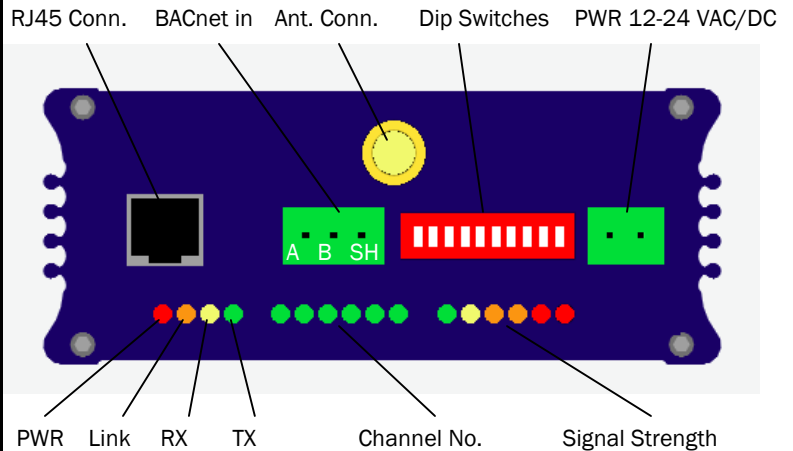 RJ45 Conn. BACnet in Ant. Conn. Dip Switches PWR 12-24 VAC/DC
A B SH
PWR Link RX TX Channel No. Signal Strength